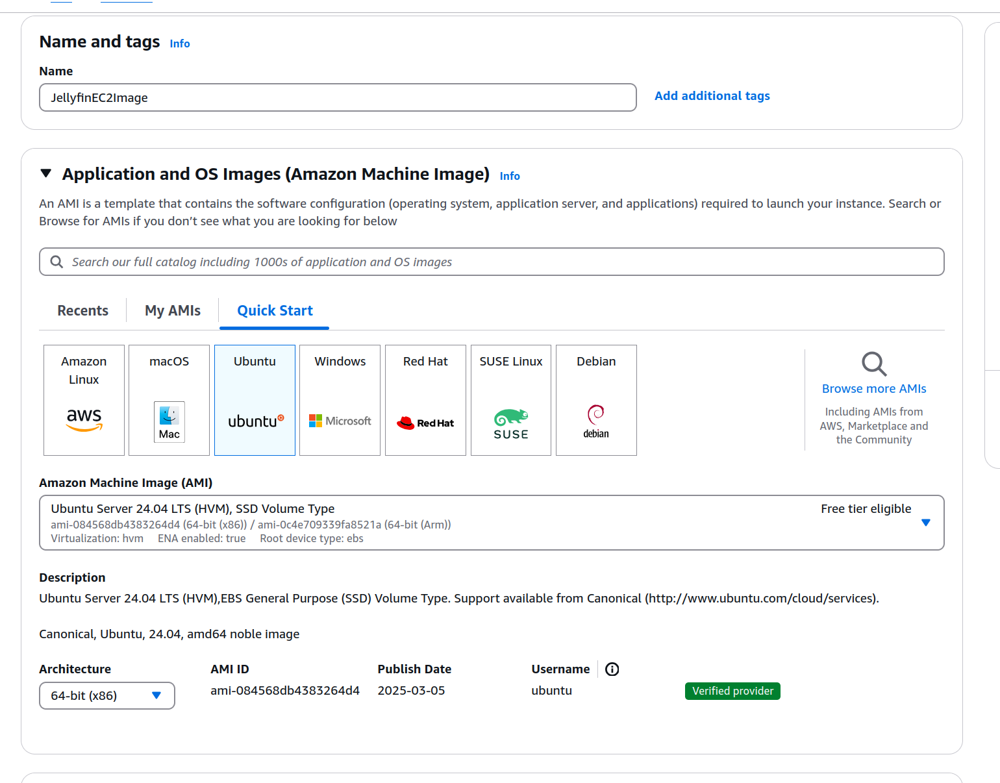 Name and tags Info
Name
JellyfinEC2Image
Add additional tags
Application and OS Images (Amazon Machine Image) Info
An AMI is a template that contains the software configuration (operating system, application server, and applications) required to launch your instance. Search or
Browse for AMIs if you don’t see what you are looking for below
Search our full catalog including 1000s of application and OS images
Recents
My AMIs
Quick Start
Amazon
Linux
aws
macOS
Mac
Ubuntu
ubuntu
Windows
Microsoft
Red Hat
Red Hat
SUSE Linux
SUSE
Debian
debian
Browse more AMIs
Including AMIs from
AWS, Marketplace and
the Community
Amazon Machine Image (AMI)
Ubuntu Server 24.04 LTS (HVM), SSD Volume Type
Free tier eligible
ami-084568db4383264d4 (64-bit (x86)) / ami-0c4e709339fa8521a (64-bit (Arm))
Virtualization: hvm ENA enabled: true Root device type: ebs
Description
Ubuntu Server 24.04 LTS (HVM),EBS General Purpose (SSD) Volume Type. Support available from Canonical (http://www.ubuntu.com/cloud/services).
Canonical, Ubuntu, 24.04, amd64 noble image
Architecture
64-bit (x86)
AMI ID
ami-084568db4383264d4
Publish Date
2025-03-05
Username
ubuntu
Verified provider